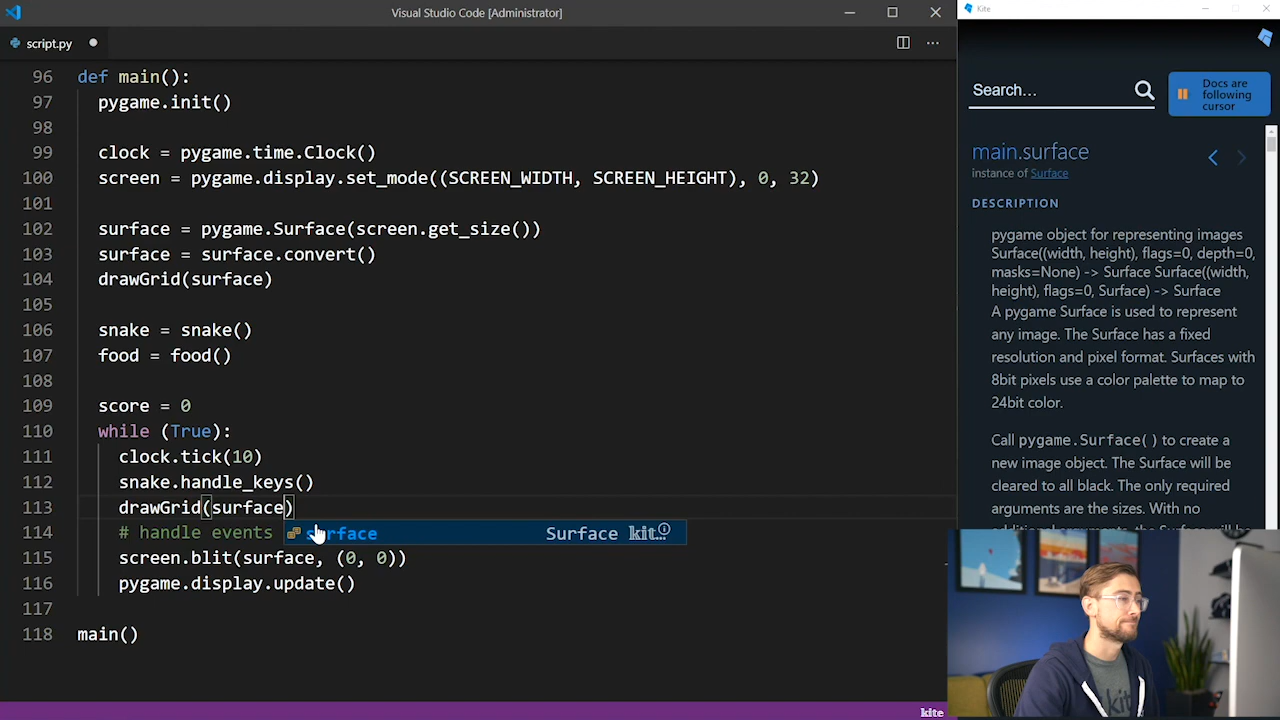 Visual Studio Code [Administrator]
script.py
96 def main():
97 pygame.init()
98
99 clock = pygame.time.Clock()
100 screen = pygame.display.set_mode((SCREEN_WIDTH, SCREEN_HEIGHT), 0, 32)
101
102 surface = pygame.Surface(screen.get_size())
103 surface = surface.convert()
104 drawGrid(surface)
105
106 snake = snake()
107 food = food()
108
109 score = 0
110 while (True):
111 clock.tick(10)
112 snake.handle_keys()
113 drawGrid(surface)
114 # handle events
surface Surface kit...
115 screen.blit(surface, (0, 0))
116 pygame.display.update()
117
118 main()
kite
Kite
Search...
Docs are
following
cursor
main.surface
instance of Surface
DESCRIPTION
pygame object for representing images
Surface((width, height), flags=0, depth=0,
masks=None) -> Surface Surface((width,
height), flags=0, Surface) -> Surface
A pygame Surface is used to represent
any image. The Surface has a fixed
resolution and pixel format. Surfaces with
8bit pixels use a color palette to map to
24bit color.
Call pygame.Surface() to create a
new image object. The Surface will be
cleared to all black. The only required
arguments are the sizes. With no
kite